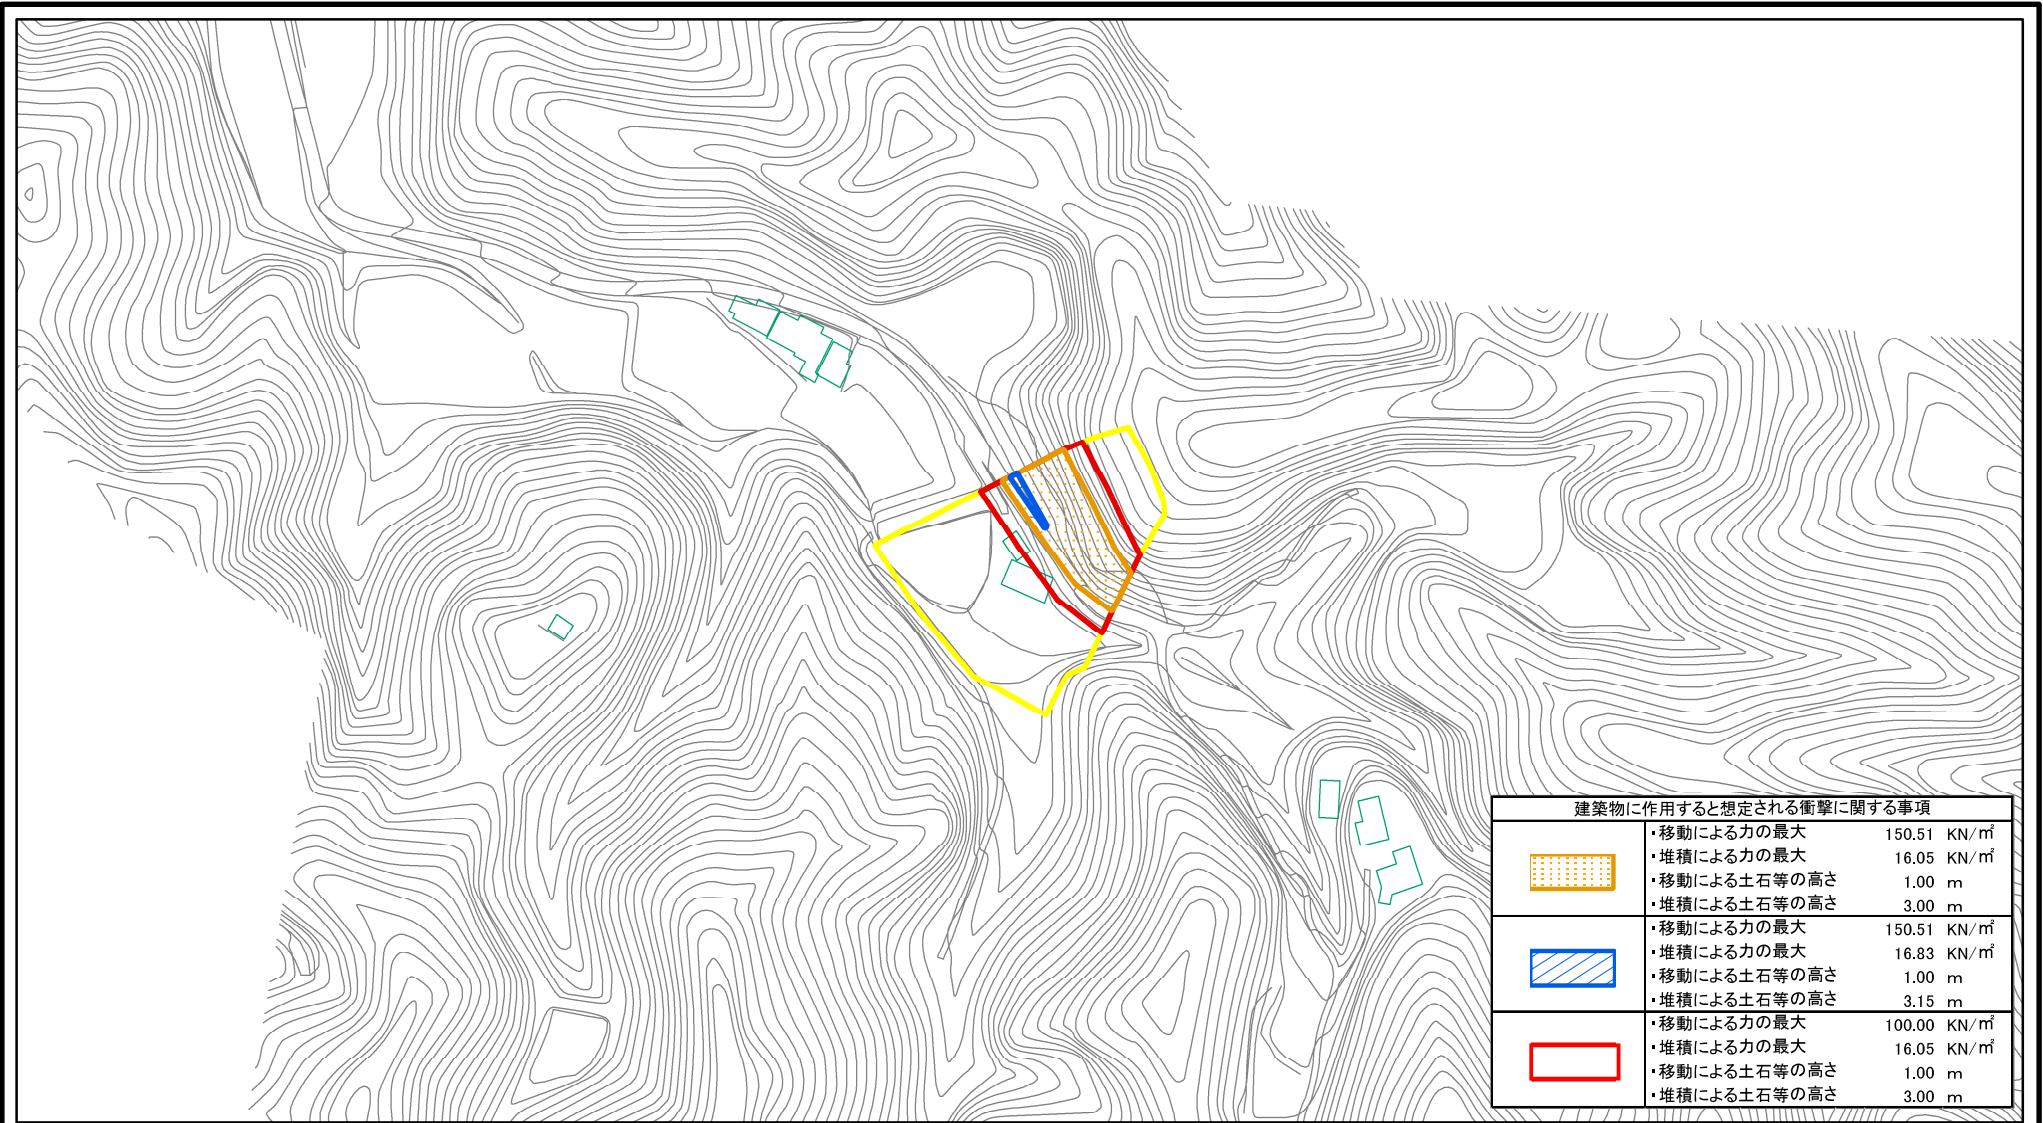 建築物に作用すると想定される衝撃に関する事項
・移動による力の最大 150.51 KN/㎡
・堆積による力の最大 16.05 KN/㎡
・移動による土石等の高さ 1.00 m
・堆積による土石等の高さ 3.00 m
・移動による力の最大 150.51 KN/㎡
・堆積による力の最大 16.83 KN/㎡
・移動による土石等の高さ 1.00 m
・堆積による土石等の高さ 3.15 m
・移動による力の最大 100.00 KN/㎡
・堆積による力の最大 16.05 KN/㎡
・移動による土石等の高さ 1.00 m
・堆積による土石等の高さ 3.00 m